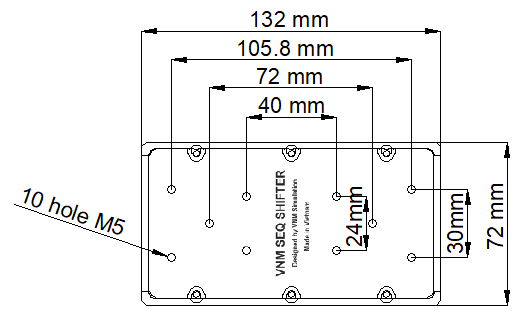 132 mm
105.8 mm
72 mm
40 mm
10 hole M5
VNM SEQ SHIFTER
Designed by VNM Simulation
Made in Vietnam
24mm
30mm
72 mm